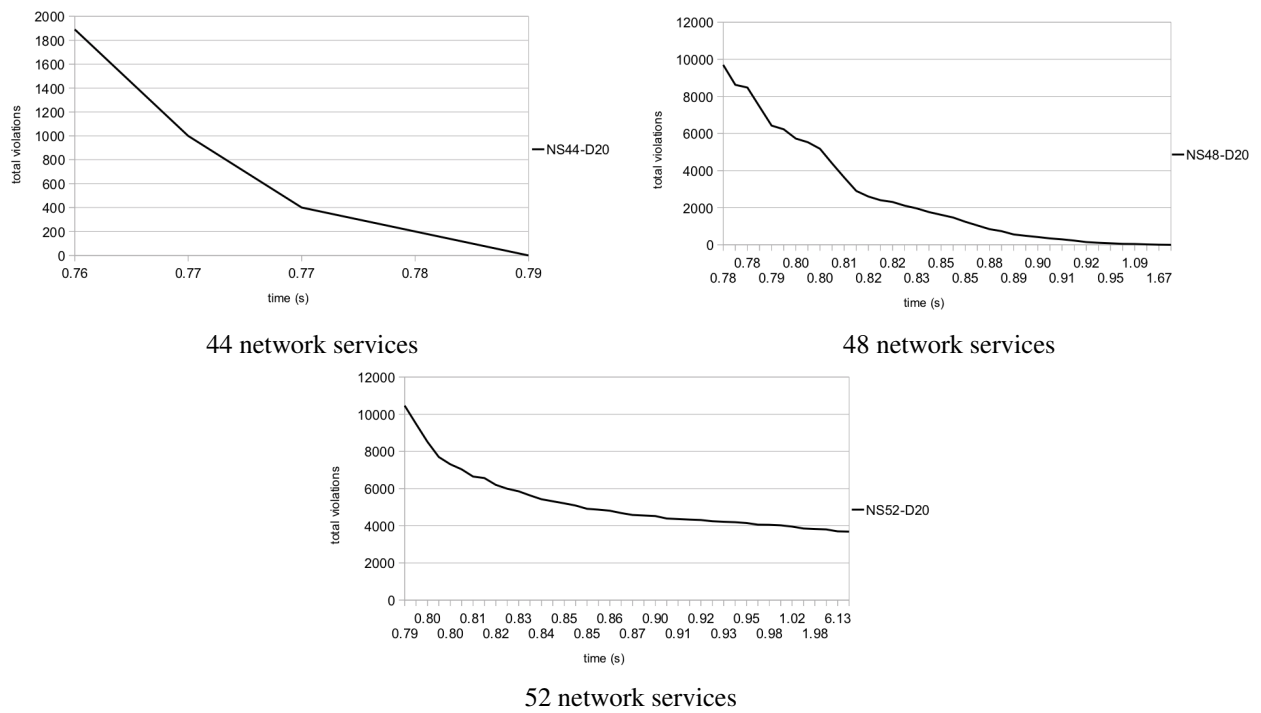 2000
1800
1600
1400
1200
1000
800
600
400
200
0
total violations
0.76 0.77 0.77 0.78 0.79
time (s)
NS44-D20
44 network services
12000
10000
8000
6000
4000
2000
0
total violations
0.78 0.80 0.81 0.82 0.85 0.88 0.90 0.92 1.09
0.78 0.79 0.80 0.82 0.83 0.85 0.89 0.91 0.95 1.67
time (s)
NS48-D20
48 network services
12000
10000
8000
6000
4000
2000
0
total violations
0.80 0.81 0.83 0.85 0.86 0.90 0.92 0.95 1.02 6.13
0.79 0.80 0.82 0.84 0.85 0.87 0.91 0.93 0.98 1.98
time (s)
NS52-D20
52 network services